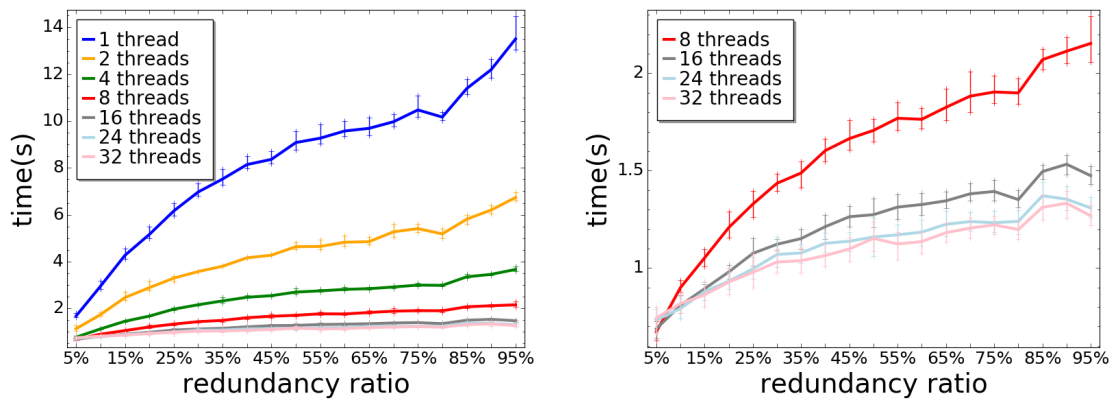 14
12
10
8
6
4
2
time(s)
1 thread
2 threads
4 threads
8 threads
16 threads
24 threads
32 threads
5% 15% 25% 35% 45% 55% 65% 75% 85% 95%
redundancy ratio
2
1.5
1
time(s)
8 threads
16 threads
24 threads
32 threads
5% 25% 45% 65% 85%
15% 35% 55% 75% 95%
redundancy ratio